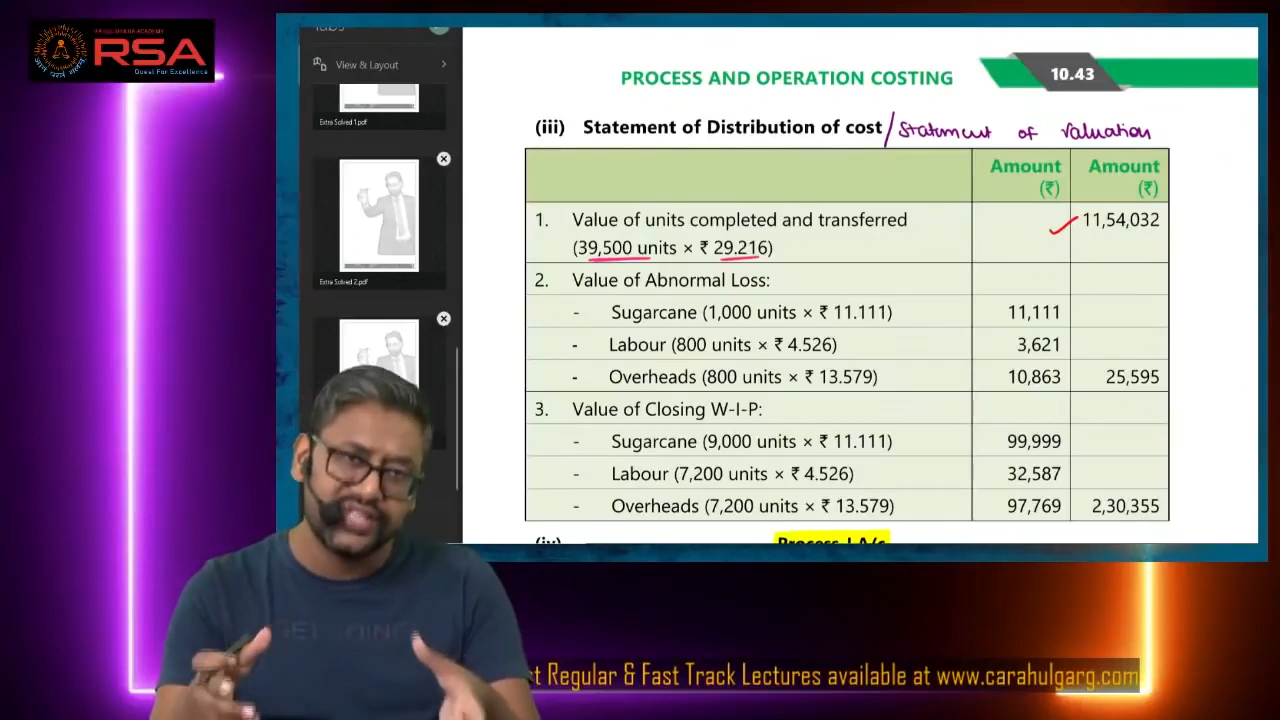 RSA
Quest For Excellence
View & Layout
Extra Solved 1.pdf
Extra Solved 2.pdf
PROCESS AND OPERATION COSTING
10.43
(iii) Statement of Distribution of cost / Statement of Valuation
Amount (₹) Amount (₹)
1. Value of units completed and transferred (39,500 units × ₹ 29.216) 11,54,032
2. Value of Abnormal Loss:
- Sugarcane (1,000 units × ₹ 11.111) 11,111
- Labour (800 units × ₹ 4.526) 3,621
- Overheads (800 units × ₹ 13.579) 10,863 25,595
3. Value of Closing W-I-P:
- Sugarcane (9,000 units × ₹ 11.111) 99,999
- Labour (7,200 units × ₹ 4.526) 32,587
- Overheads (7,200 units × ₹ 13.579) 97,769 2,30,355
(iv) Process-I A/c
t Regular & Fast Track Lectures available at www.carahulgarg.com